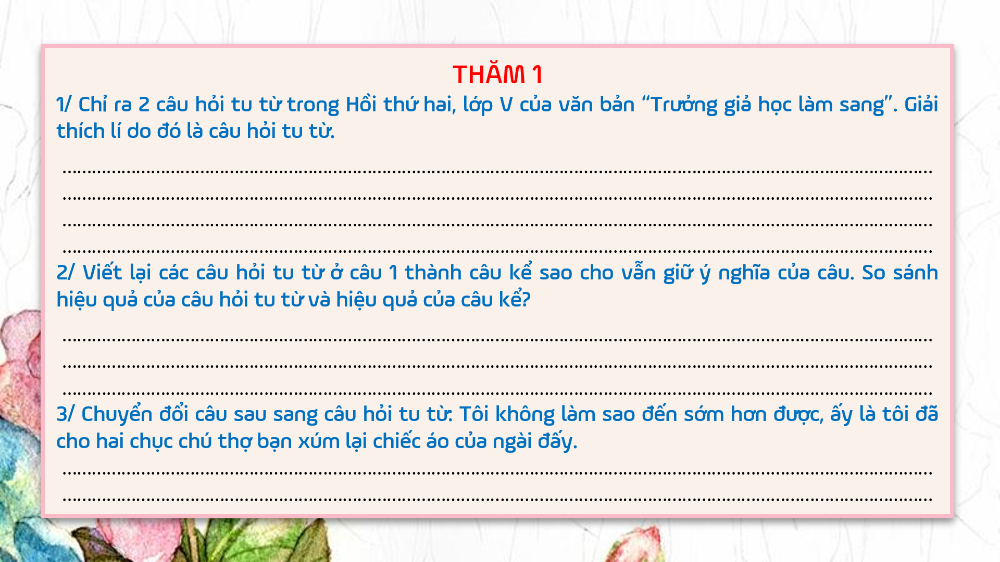 THĂM 1
1/ Chỉ ra 2 câu hỏi tu từ trong Hồi thứ hai, lớp V của văn bản “Trưởng giả học làm sang”. Giải
thích lí do đó là câu hỏi tu từ.
2/ Viết lại các câu hỏi tu từ ở câu 1 thành câu kể sao cho vẫn giữ ý nghĩa của câu. So sánh
hiệu quả của câu hỏi tu từ và hiệu quả của câu kể?
3/ Chuyển đổi câu sau sang câu hỏi tu từ: Tôi không làm sao đến sớm hơn được, ấy là tôi đã
cho hai chục chú thợ bạn xúm lại chiếc áo của ngài đấy.